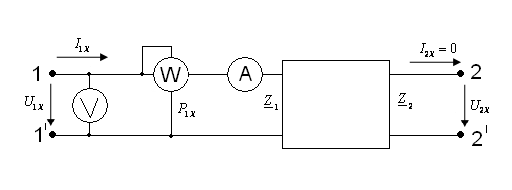 I₁ₓ
I₂ₓ = 0
1 W A 2
U₁ₓ V P₁ₓ Z₁ Z₂ U₂ₓ
1' 2'